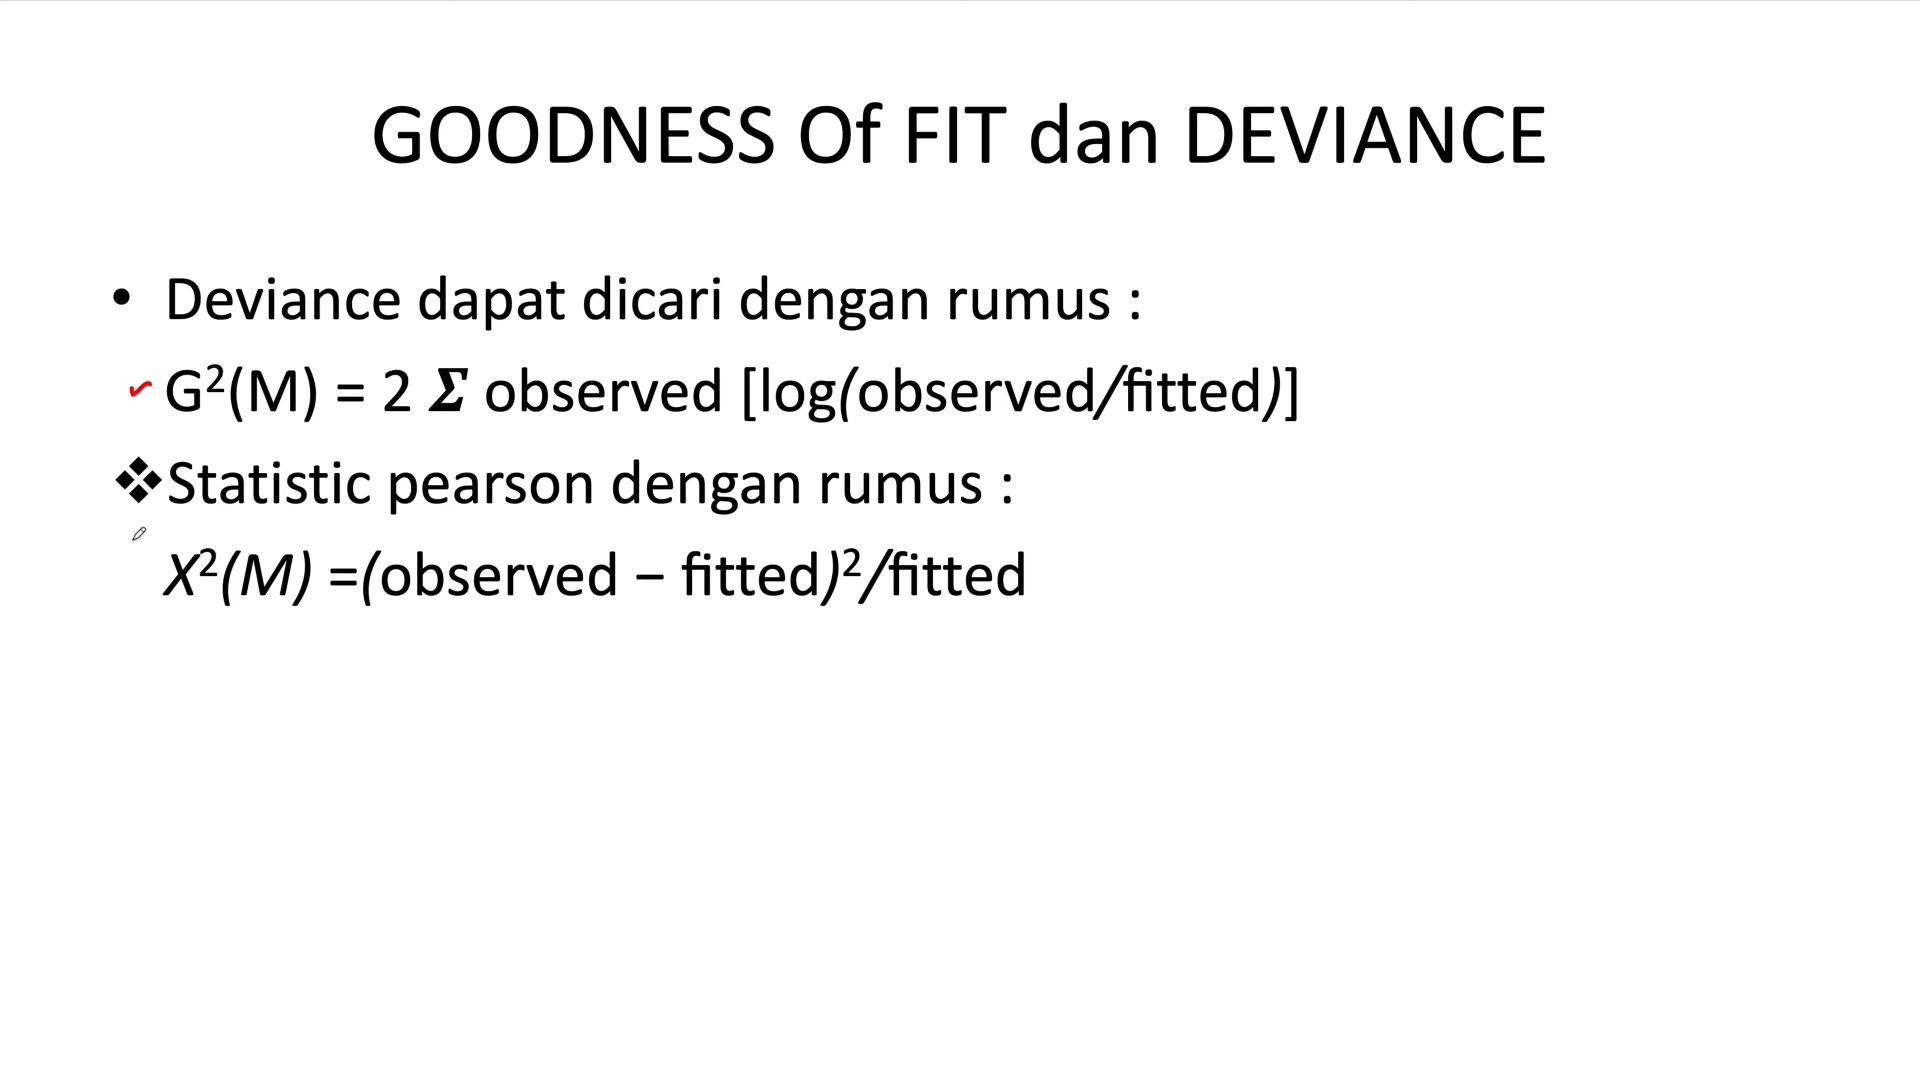 GOODNESS Of FIT dan DEVIANCE
• Deviance dapat dicari dengan rumus :
G²(M) = 2 Σ observed [log(observed/fitted)]
❖Statistic pearson dengan rumus :
X²(M) =(observed − fitted)²/fitted